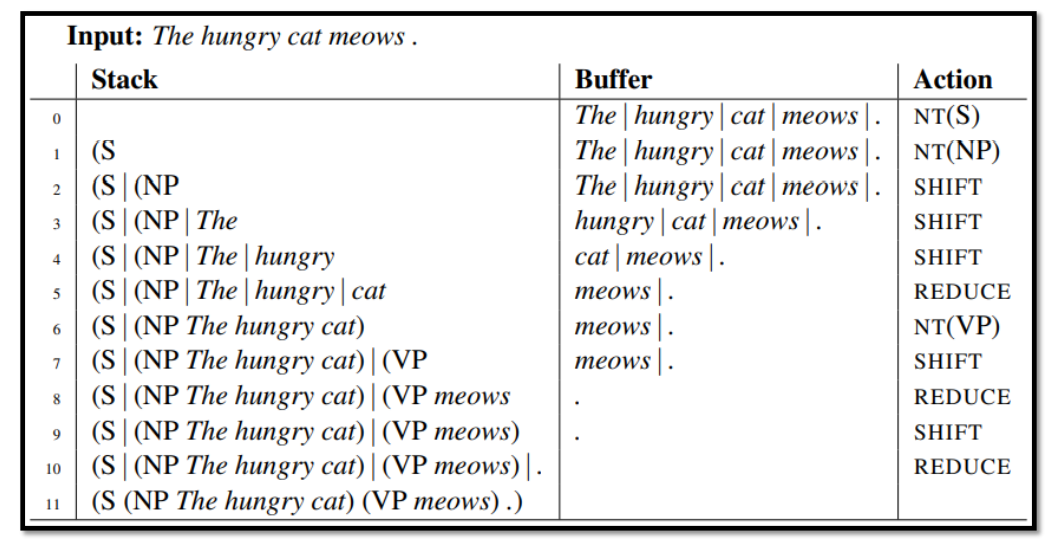 Input: The hungry cat meows .
Stack Buffer Action
0 The | hungry | cat | meows | . NT(S)
1 (S The | hungry | cat | meows | . NT(NP)
2 (S | (NP The | hungry | cat | meows | . SHIFT
3 (S | (NP | The hungry | cat | meows | . SHIFT
4 (S | (NP | The | hungry cat | meows | . SHIFT
5 (S | (NP | The | hungry | cat meows | . REDUCE
6 (S | (NP The hungry cat) meows | . NT(VP)
7 (S | (NP The hungry cat) | (VP meows | . SHIFT
8 (S | (NP The hungry cat) | (VP meows . REDUCE
9 (S | (NP The hungry cat) | (VP meows) . SHIFT
10 (S | (NP The hungry cat) | (VP meows) | . REDUCE
11 (S (NP The hungry cat) (VP meows) .)